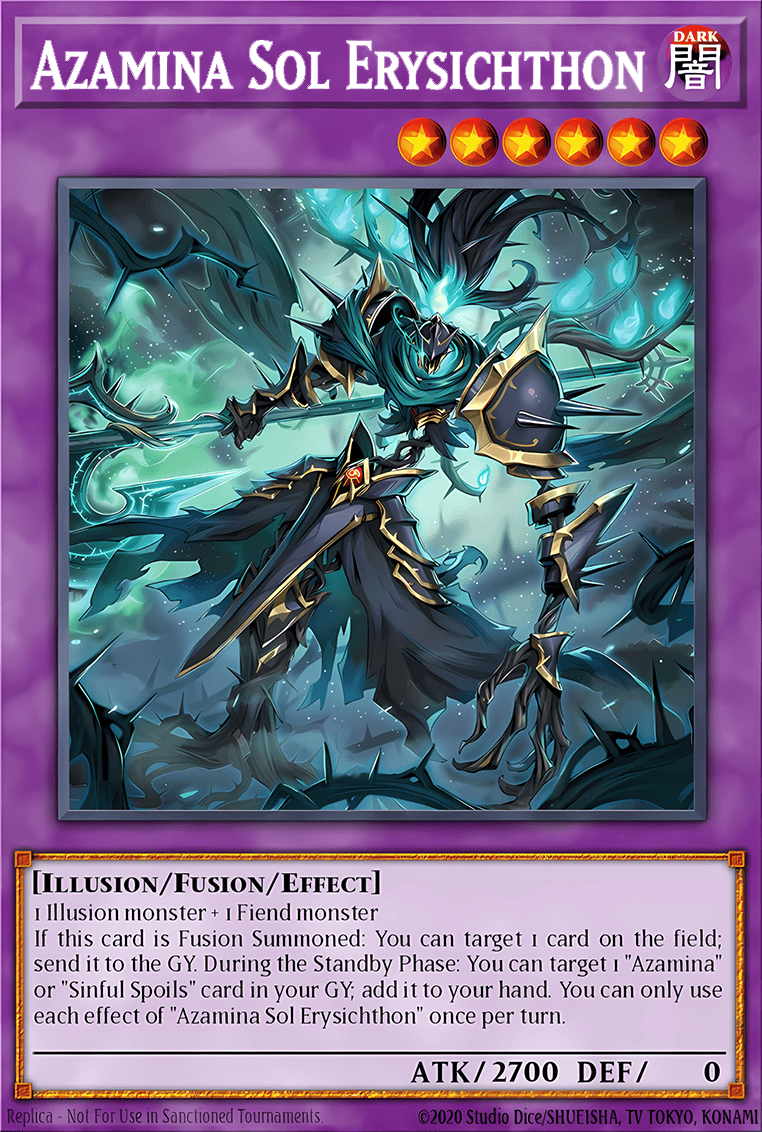 Azamina Sol Erysichthon
DARK
闇
[Illusion/Fusion/Effect]
1 Illusion monster + 1 Fiend monster
If this card is Fusion Summoned: You can target 1 card on the field;
send it to the GY. During the Standby Phase: You can target 1 "Azamina"
or "Sinful Spoils" card in your GY; add it to your hand. You can only use
each effect of "Azamina Sol Erysichthon" once per turn.
ATK/2700 DEF/ 0
Replica - Not For Use in Sanctioned Tournaments.
©2020 Studio Dice/SHUEISHA, TV TOKYO, KONAMI